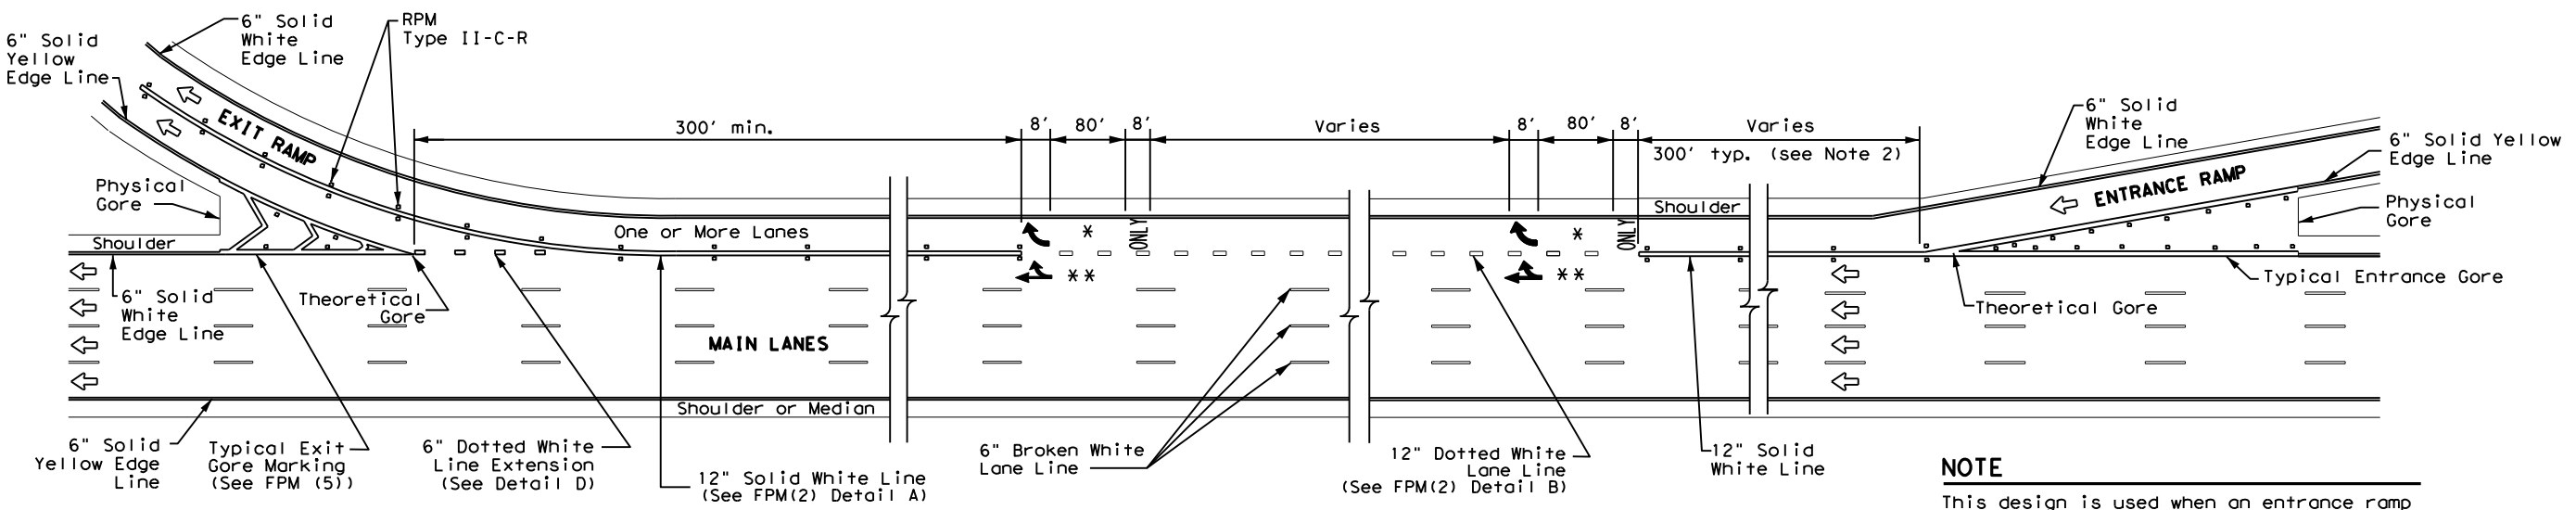 6" Solid
Yellow
Edge Line
6" Solid
White
Edge Line
RPM
Type II-C-R
EXIT RAMP
Physical
Gore
Shoulder
6" Solid
White
Edge Line
Theoretical
Gore
300' min.
8'
80'
8'
Varies
8'
80'
8'
Varies
300' typ. (see Note 2)
6" Solid
White
Edge Line
6" Solid Yellow
Edge Line
ENTRANCE RAMP
Physical
Gore
Shoulder
One or More Lanes
*
ONLY
**
*
ONLY
**
Typical Entrance Gore
Theoretical Gore
MAIN LANES
Shoulder or Median
6" Solid
Yellow Edge
Line
Typical Exit
Gore Marking
(See FPM (5))
6" Dotted White
Line Extension
(See Detail D)
12" Solid White Line
(See FPM(2) Detail A)
6" Broken White
Lane Line
12" Dotted White
Lane Line
(See FPM(2) Detail B)
12" Solid
White Line
NOTE
This design is used when an entrance ramp